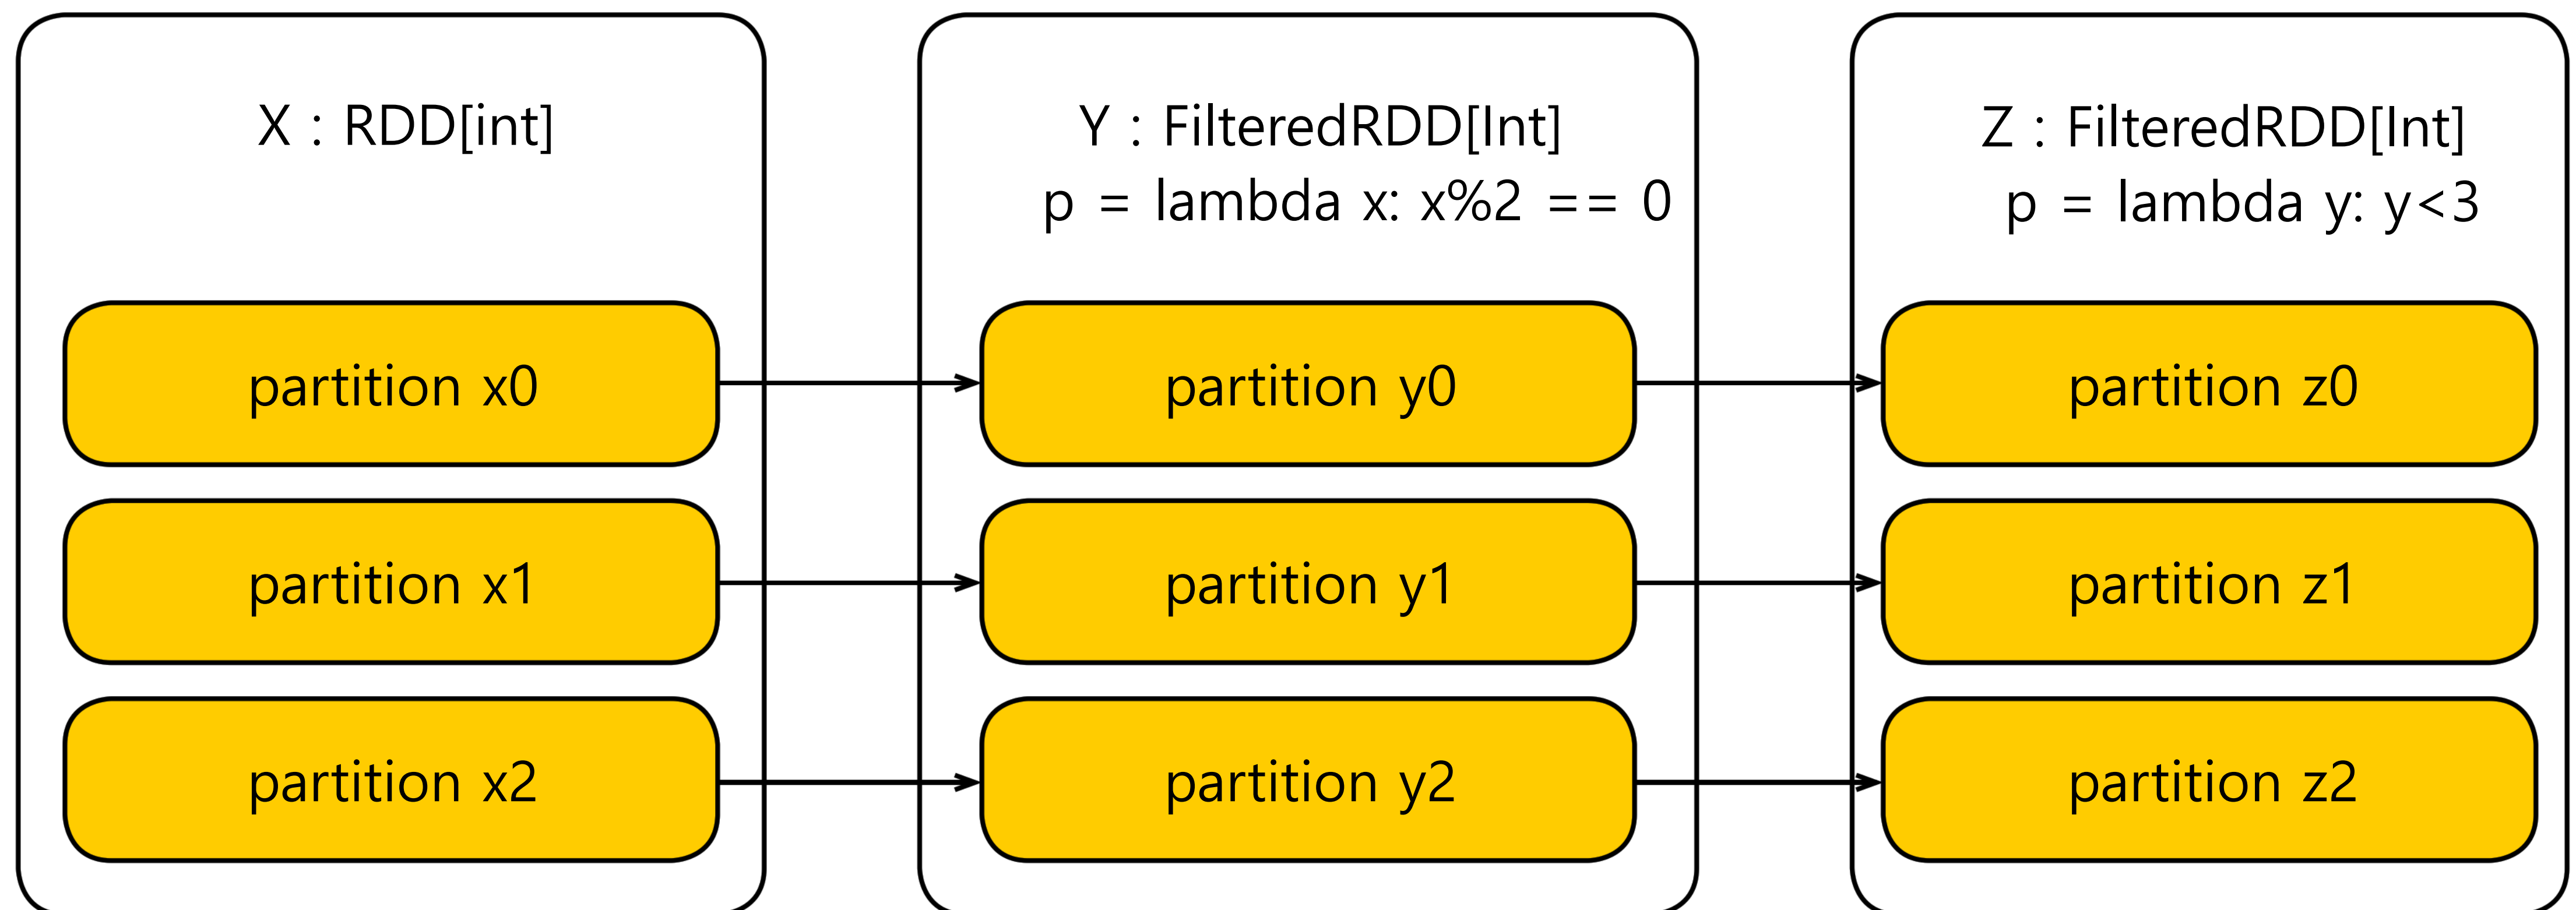 X : RDD[int]
partition x0
partition x1
partition x2
Y : FilteredRDD[Int]
p = lambda x: x%2 == 0
partition y0
partition y1
partition y2
Z : FilteredRDD[Int]
p = lambda y: y<3
partition z0
partition z1
partition z2